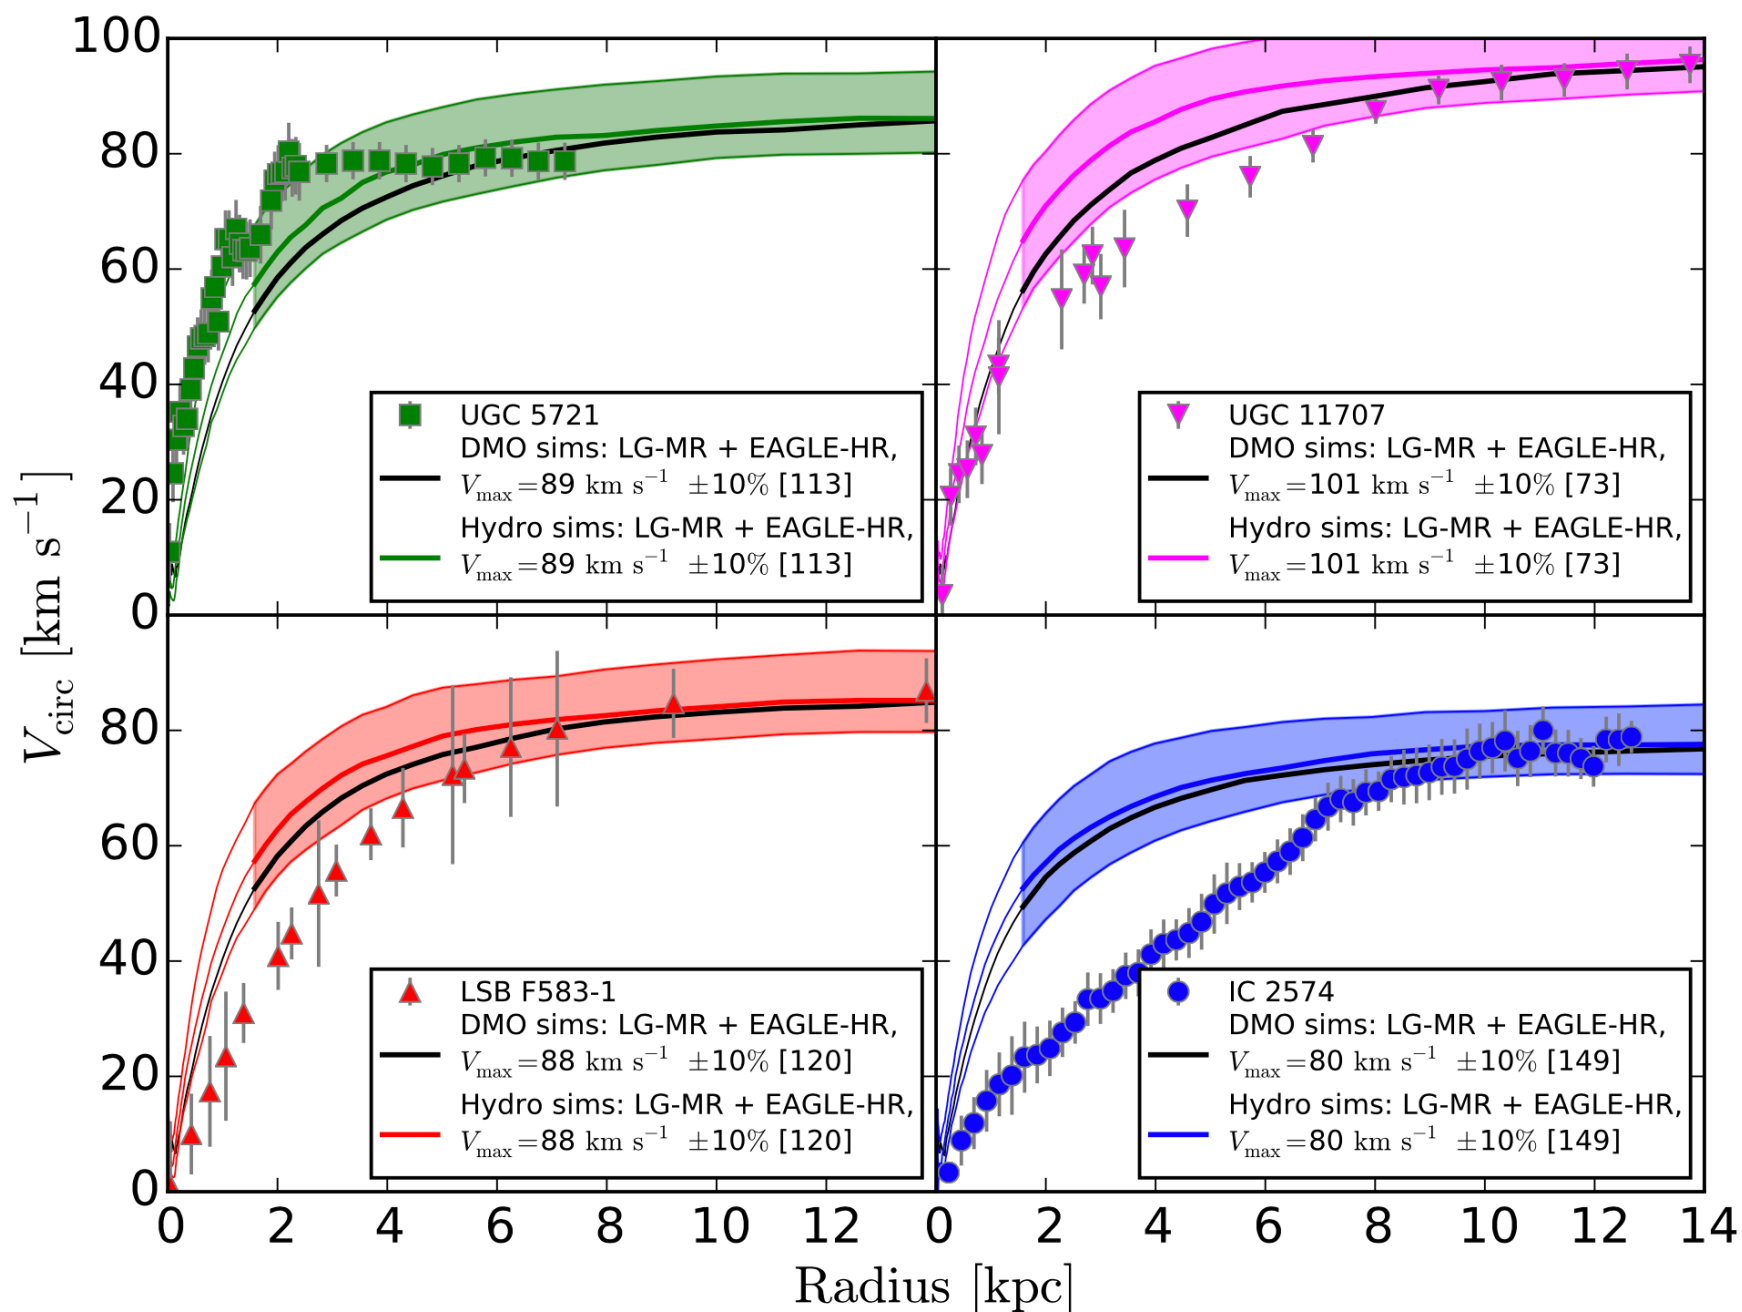 100
80
60
40
20
0
UGC 5721
DMO sims: LG-MR + EAGLE-HR,
V_max=89 km s⁻¹ ±10% [113]
Hydro sims: LG-MR + EAGLE-HR,
V_max=89 km s⁻¹ ±10% [113]
UGC 11707
DMO sims: LG-MR + EAGLE-HR,
V_max=101 km s⁻¹ ±10% [73]
Hydro sims: LG-MR + EAGLE-HR,
V_max=101 km s⁻¹ ±10% [73]
V_circ [km s⁻¹]
80
60
40
20
0
LSB F583-1
DMO sims: LG-MR + EAGLE-HR,
V_max=88 km s⁻¹ ±10% [120]
Hydro sims: LG-MR + EAGLE-HR,
V_max=88 km s⁻¹ ±10% [120]
IC 2574
DMO sims: LG-MR + EAGLE-HR,
V_max=80 km s⁻¹ ±10% [149]
Hydro sims: LG-MR + EAGLE-HR,
V_max=80 km s⁻¹ ±10% [149]
0 2 4 6 8 10 12 0 2 4 6 8 10 12 14
Radius [kpc]